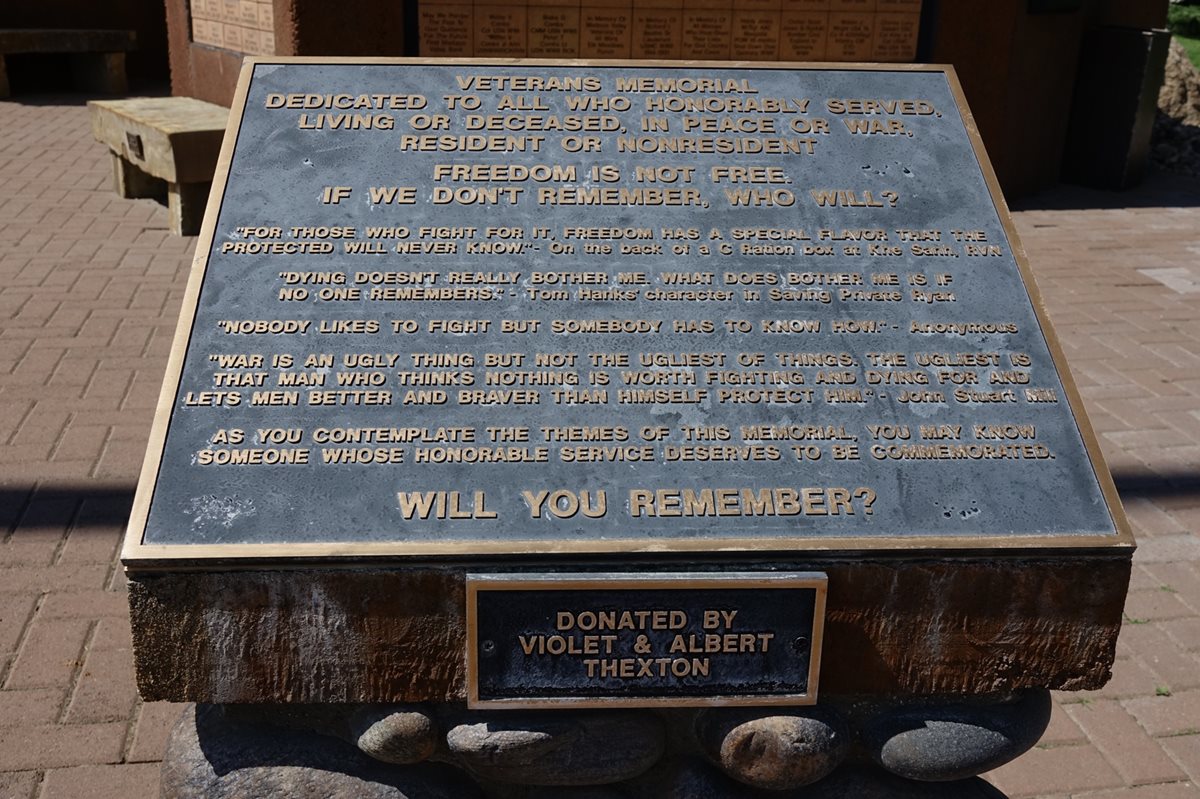 VETERANS MEMORIAL
DEDICATED TO ALL WHO HONORABLY SERVED,
LIVING OR DECEASED, IN PEACE OR WAR,
RESIDENT OR NONRESIDENT
FREEDOM IS NOT FREE.
IF WE DON'T REMEMBER, WHO WILL?
"FOR THOSE WHO FIGHT FOR IT, FREEDOM HAS A SPECIAL FLAVOR THAT THE
PROTECTED WILL NEVER KNOW." - On the back of a C Ration box at Khe Sanh, RVN
"DYING DOESN'T REALLY BOTHER ME. WHAT DOES BOTHER ME IS IF
NO ONE REMEMBERS." - Tom Hanks' character in Saving Private Ryan
"NOBODY LIKES TO FIGHT BUT SOMEBODY HAS TO KNOW HOW." - Anonymous
"WAR IS AN UGLY THING BUT NOT THE UGLIEST OF THINGS. THE UGLIEST IS
THAT MAN WHO THINKS NOTHING IS WORTH FIGHTING AND DYING FOR AND
LETS MEN BETTER AND BRAVER THAN HIMSELF PROTECT HIM." - John Stuart Mill
AS YOU CONTEMPLATE THE THEMES OF THIS MEMORIAL, YOU MAY KNOW
SOMEONE WHOSE HONORABLE SERVICE DESERVES TO BE COMMEMORATED.
WILL YOU REMEMBER?
DONATED BY
VIOLET & ALBERT
THEXTON